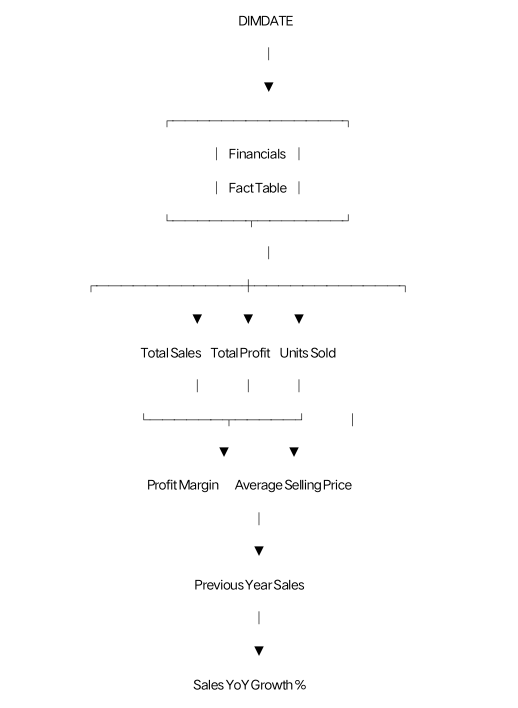 DIMDATE
Financials
Fact Table
Total Sales Total Profit Units Sold
Profit Margin Average Selling Price
Previous Year Sales
Sales YoY Growth %